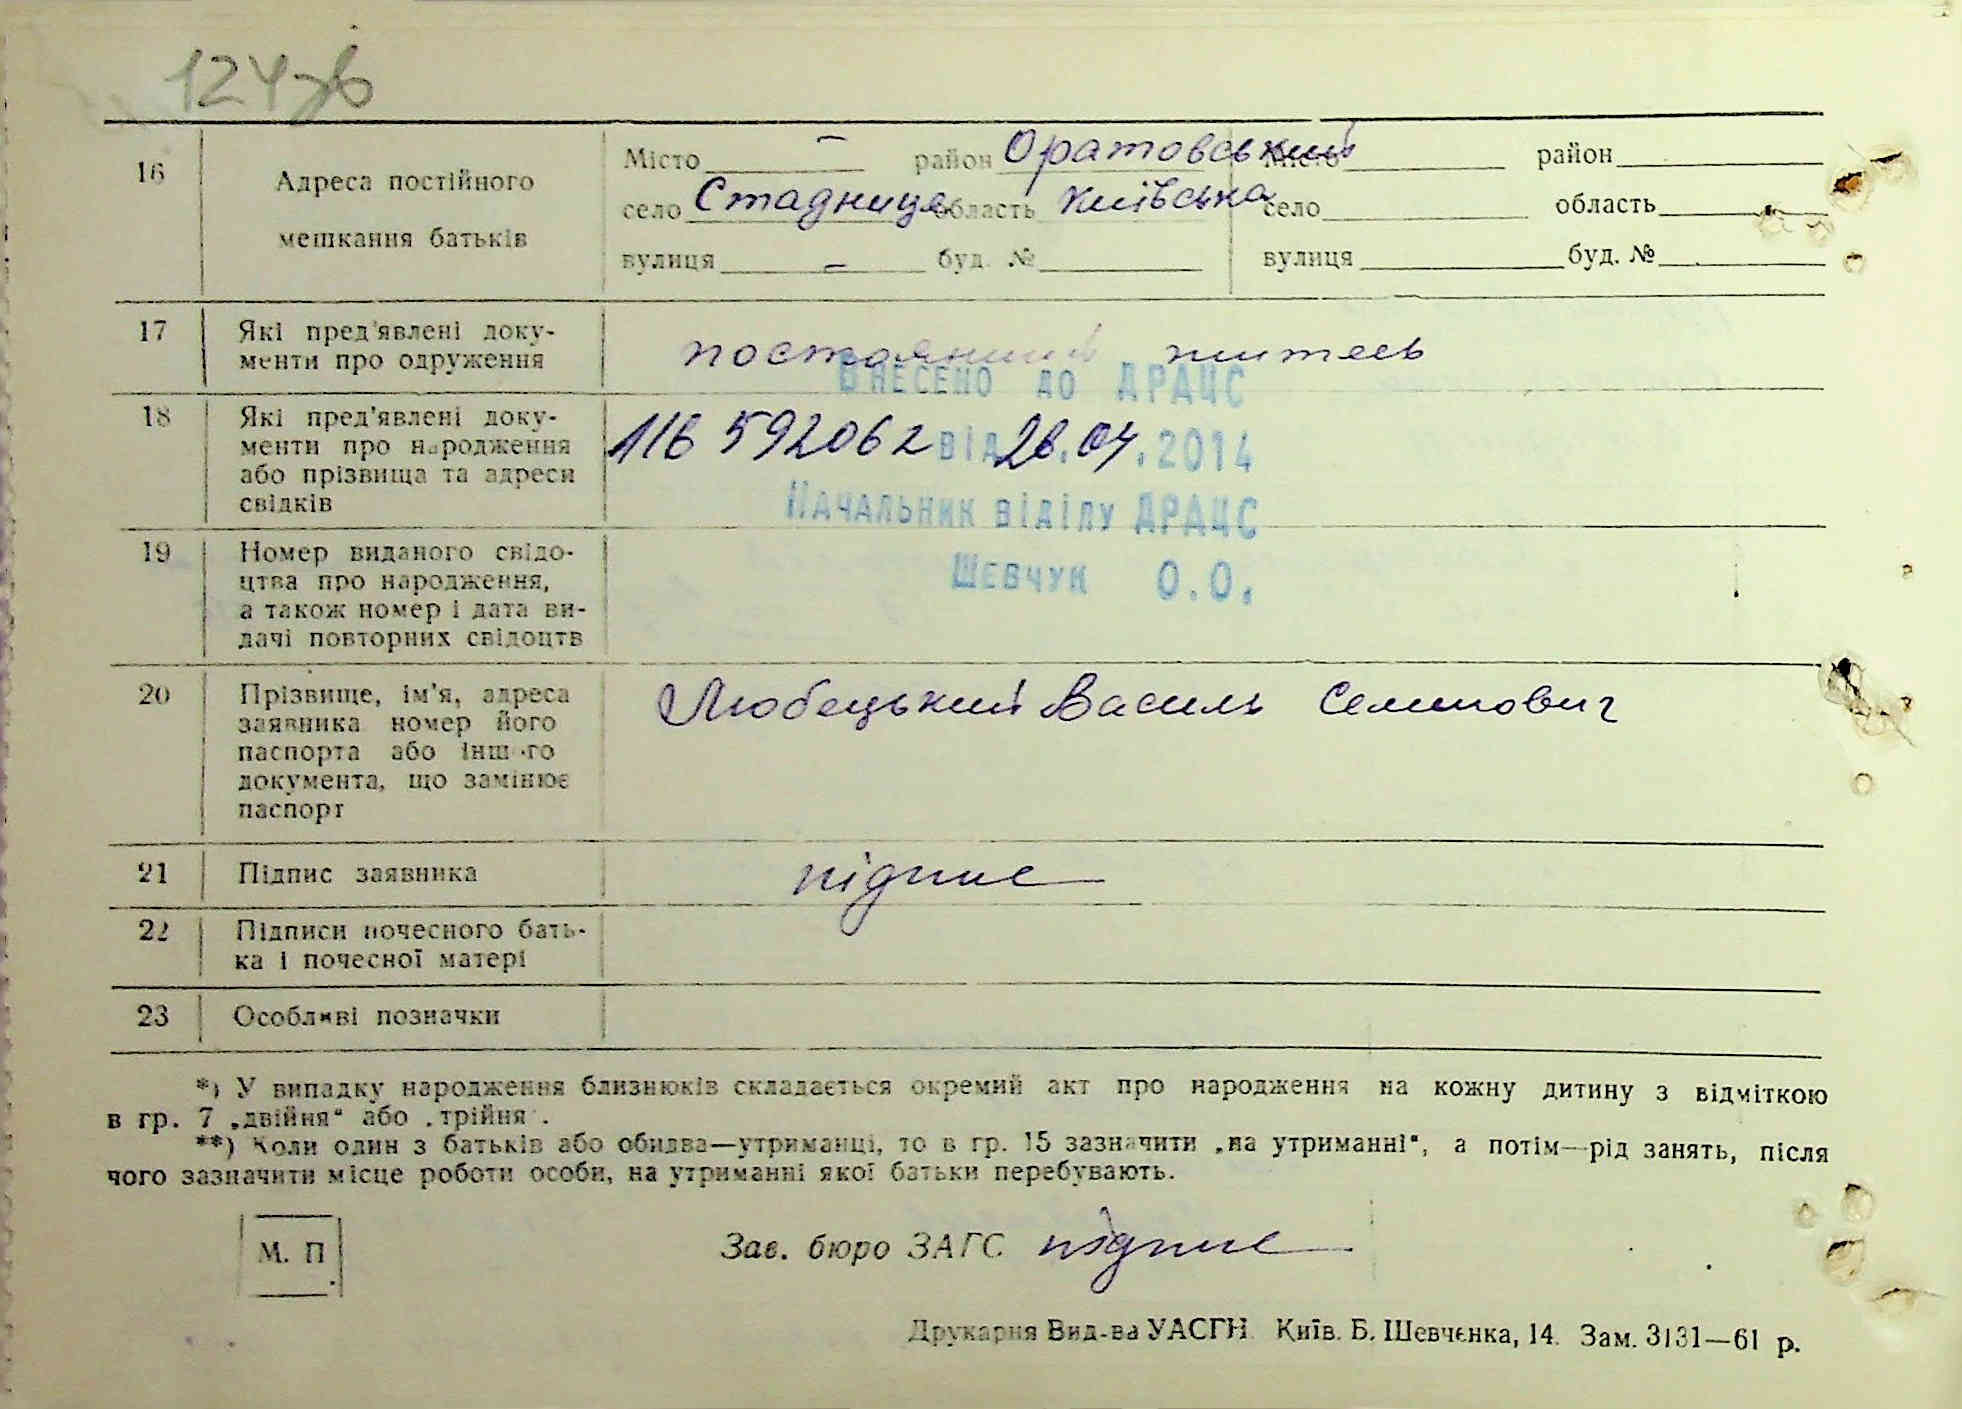 124 зв
16 Адреса постійного мешкання батьків
Місто – район Оратовський Місто район
село Стадниця область Київська село область
вулиця – буд. № вулиця буд. №
17 Які пред'явлені доку-
менти про одруження
постоянний житель
ВНЕСЕНО ДО ДРАЦС
18 Які пред'явлені доку-
менти про народження
або прізвища та адреси
свідків
116 592062 від 26.04.2014
НАЧАЛЬНИК ВІДІЛУ ДРАЦС
ШЕВЧУК О.О.
19 Номер виданого свідо-
цтва про народження,
а також номер і дата ви-
дачі повторних свідоцтв
20 Прізвище, ім'я, адреса
заявника номер його
паспорта або інш го
документа, що замінює
паспорт
Любецький Василь Семинович
21 Підпис заявника підпис
22 Підписи почесного бать-
ка і почесної матері
23 Особливі позначки
*) У випадку народження близнюків складається окремий акт про народження на кожну дитину з відміткою
в гр. 7 „двійня“ або „трійня“.
**) Коли один з батьків або обидва—утриманці, то в гр. 15 зазначити „на утриманні“, а потім—рід занять, після
чого зазначити місце роботи особи, на утриманні якої батьки перебувають.
М. П.
Зав. бюро ЗАГС підпис
Друкарня Вид-ва УАСГН. Київ. Б. Шевченка, 14. Зам. 3131—61 р.